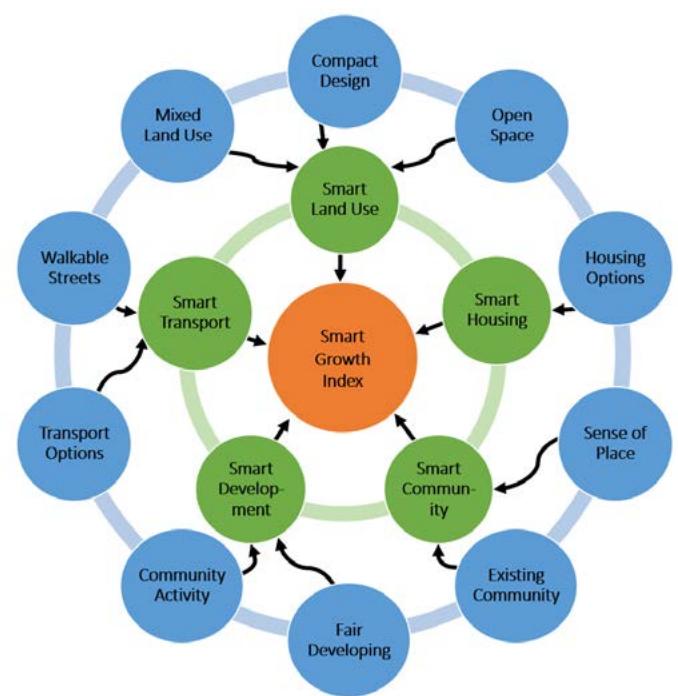 Compact
Design
Mixed
Land Use
Open
Space
Smart
Land Use
Walkable
Streets
Housing
Options
Smart
Transport
Smart
Housing
Smart
Growth
Index
Transport
Options
Sense of
Place
Smart
Develop-
ment
Smart
Commun-
ity
Community
Activity
Existing
Community
Fair
Developing